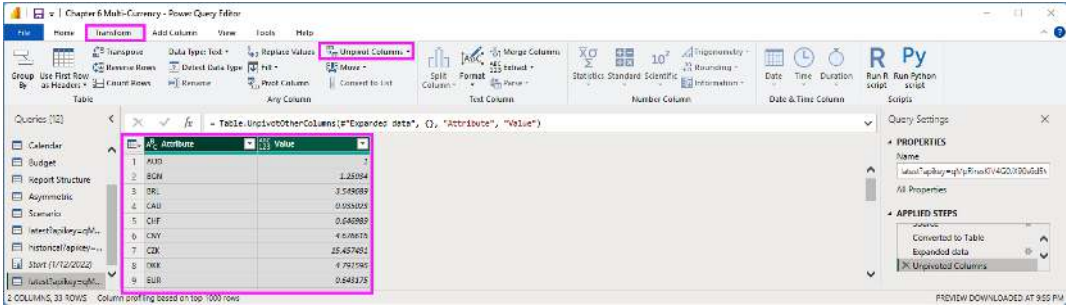 Chapter 6 Multi-Currency - Power Query Editor
File Home Transform Add Column View Tools Help
Group By
Use First Row as Headers
Transpose
Reverse Rows
Count Rows
Table
Data Type: Text
Detect Data Type
Rename
Replace Values
Fill
Pivot Column
Unpivot Columns
Move
Convert to List
Any Column
Split Column
Format
Merge Columns
Extract
Parse
Text Column
Statistics Standard Scientific
10²
Trigonometry
Rounding
Information
Number Column
Date Time Duration
Date & Time Column
R Py
Run R script
Run Python script
Scripts
Queries [12]
= Table.UnpivotOtherColumns(#"Expanded data", {}, "Attribute", "Value")
Query Settings
Calendar
Budget
Report Structure
Asymmetric
Scenario
latest?apikey=qM...
historical?apikey=...
Start (1/12/2022)
latest?apikey=qM...
Attribute Value
1 AUD 1
2 BGN
3 BRL 3.549089
4 CAD
5 CHF 0.646989
6 CNY 4.676616
7 CZK 15.457491
8 DKK 4.791596
9 EUR 0.643175
PROPERTIES
Name
All Properties
APPLIED STEPS
Source
Converted to Table
Expanded data
Unpivoted Columns
2 COLUMNS, 33 ROWS Column profiling based on top 1000 rows
PREVIEW DOWNLOADED AT 9:55 PM